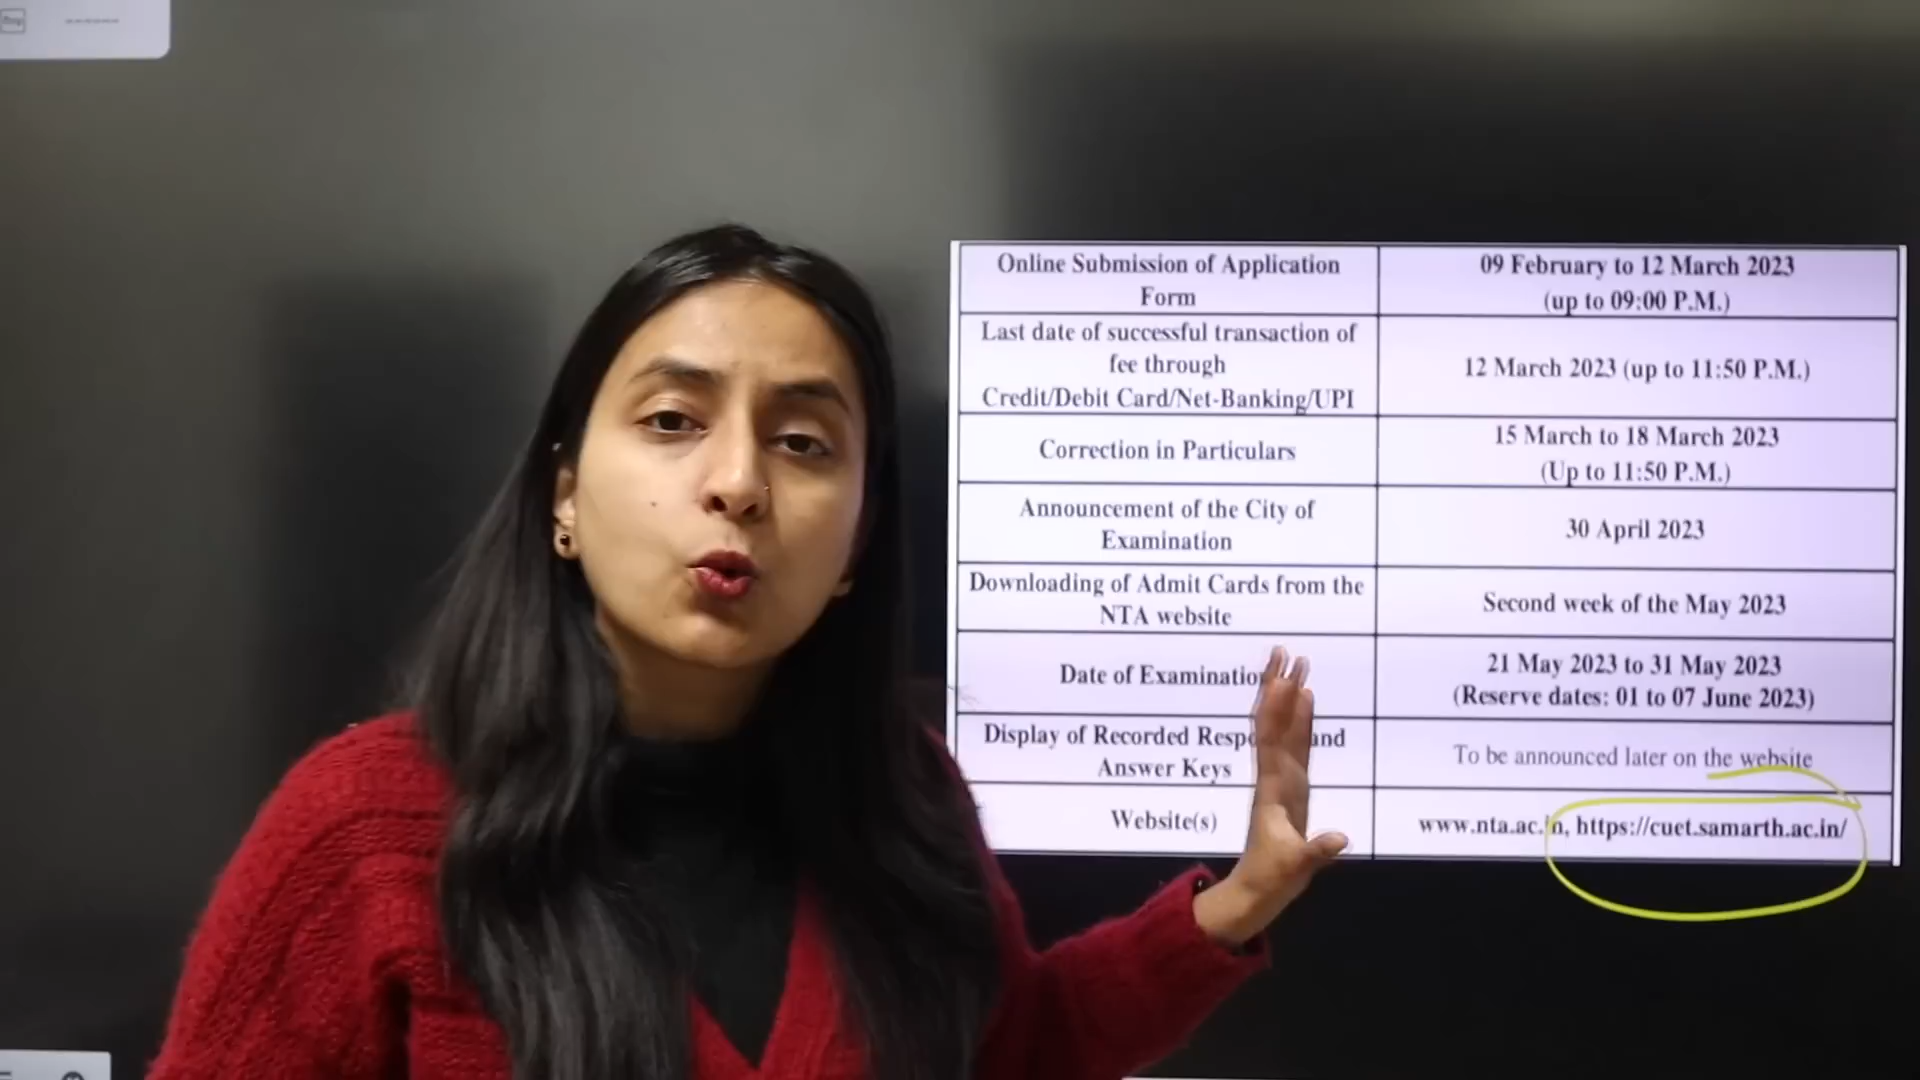 Online Submission of Application
Form
09 February to 12 March 2023
(up to 09:00 P.M.)
Last date of successful transaction of
fee through
Credit/Debit Card/Net-Banking/UPI
12 March 2023 (up to 11:50 P.M.)
Correction in Particulars
15 March to 18 March 2023
(Up to 11:50 P.M.)
Announcement of the City of
Examination
30 April 2023
Downloading of Admit Cards from the
NTA website
Second week of the May 2023
Date of Examination
21 May 2023 to 31 May 2023
(Reserve dates: 01 to 07 June 2023)
Display of Recorded and
Answer Keys
To be announced later on the website
Website(s)
www.nta.ac.in, https://cuet.samarth.ac.in/